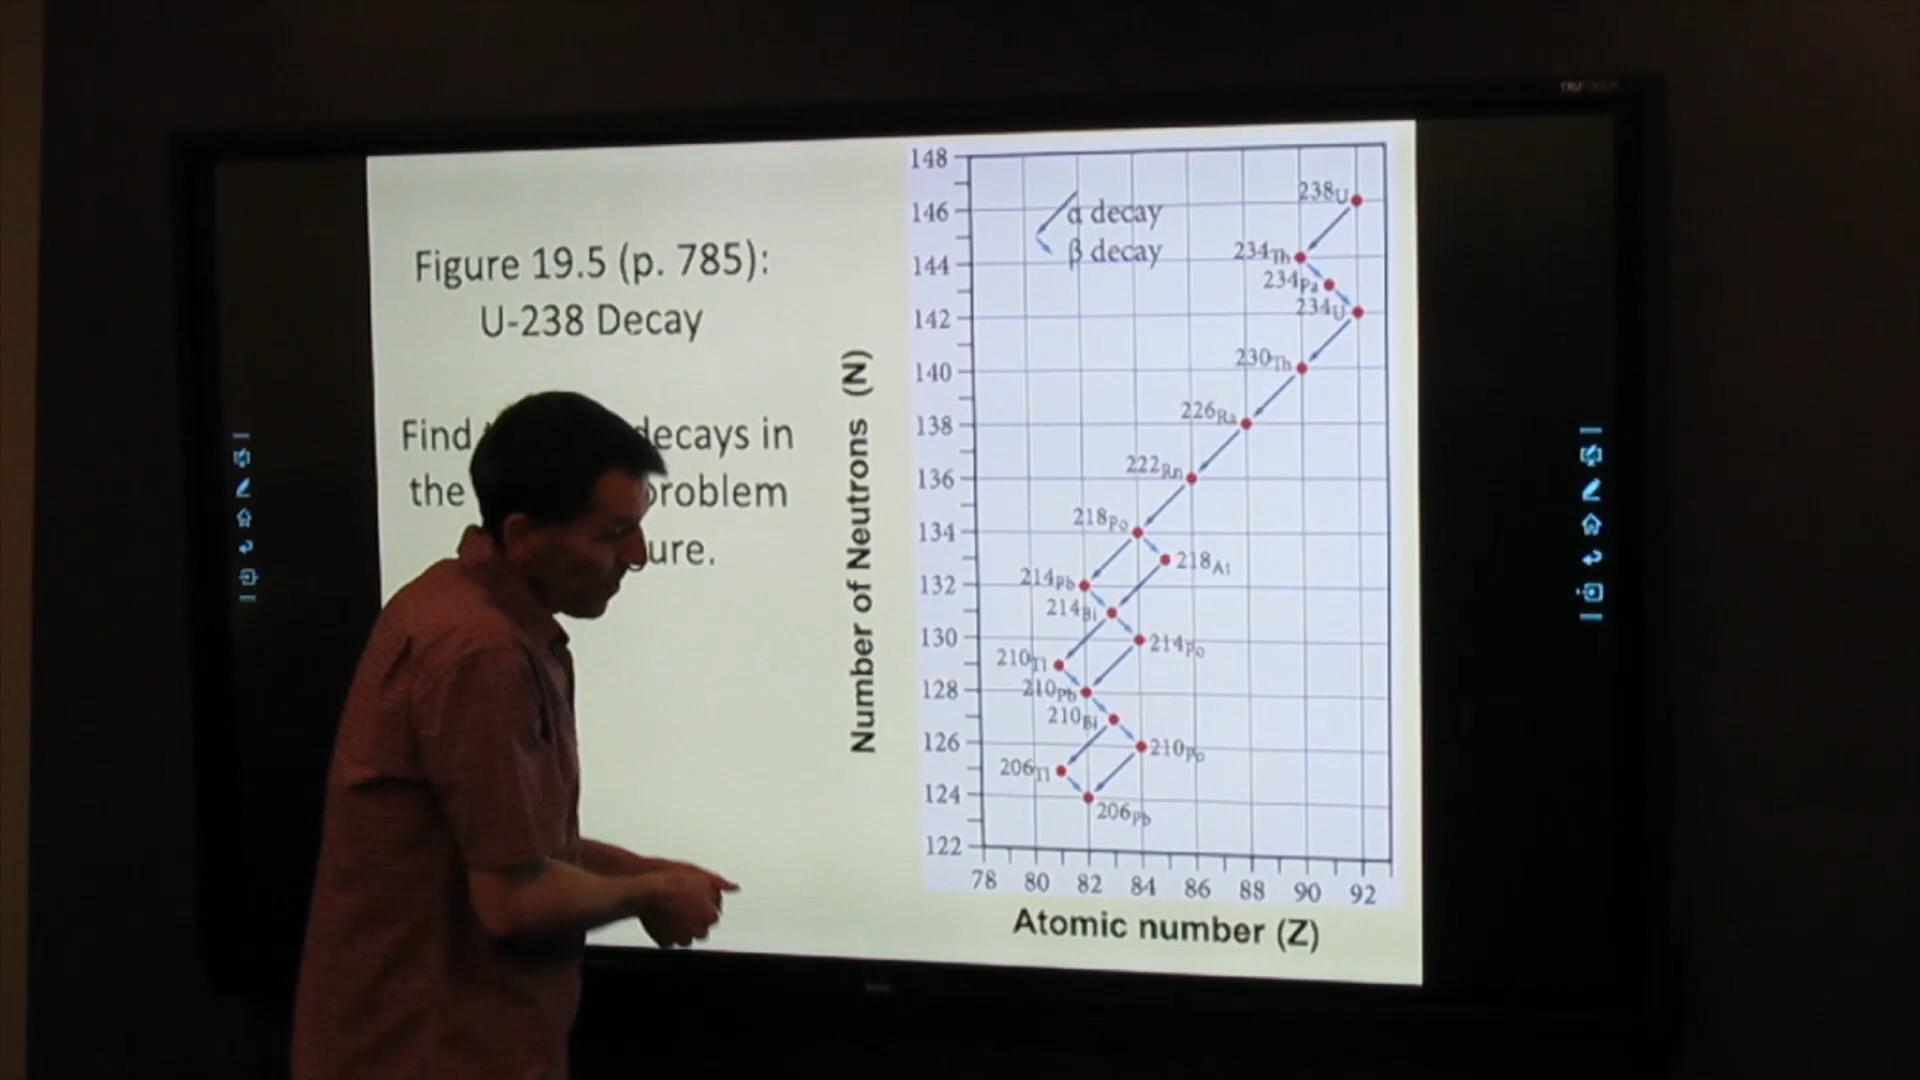 Figure 19.5 (p. 785):
U-238 Decay
Find decays in
the problem
Number of Neutrons (N)
148
146
144
142
140
138
136
134
132
130
128
126
124
122
α decay
β decay
238U
234Th
234Pa
234U
230Th
226Ra
222Rn
218Po
218At
214Pb
214Bi
214Po
210Tl
210Pb
210Bi
210Po
206Tl
206Pb
78 80 82 84 86 88 90 92
Atomic number (Z)